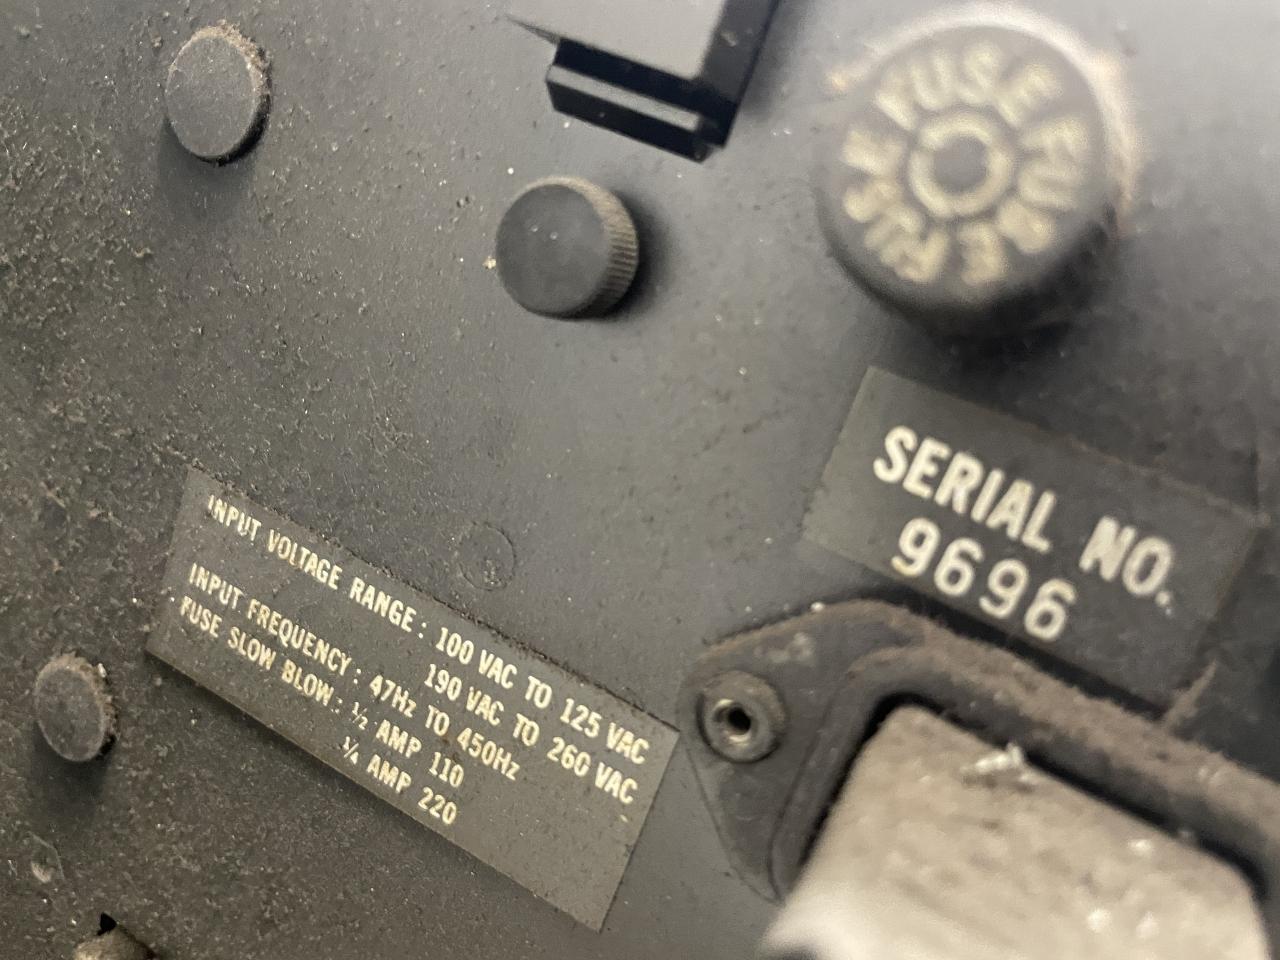 FUSE FUSE FUSE FUSE
SERIAL NO.
9696
INPUT VOLTAGE RANGE: 100 VAC TO 125 VAC
190 VAC TO 260 VAC
INPUT FREQUENCY: 47Hz TO 450Hz
FUSE SLOW BLOW: ½ AMP 110
¼ AMP 220